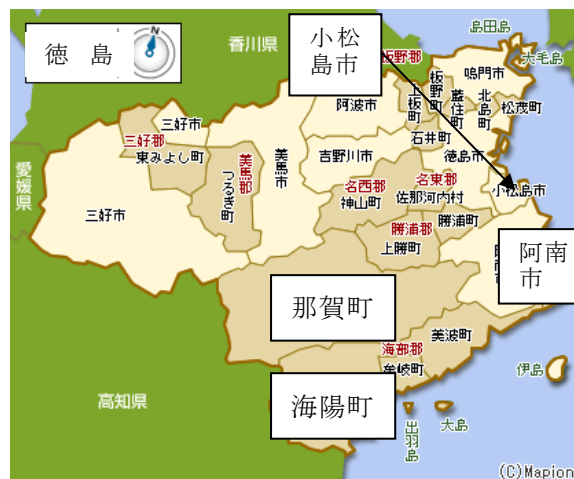 徳 島
香川県
小松
島市
島田島
大毛島
板野郡
鳴門市
板野町
上板町
藍住町
北島町
松茂町
阿波市
石井町
三好市
三好郡
東みよし町
美馬郡
つるぎ町
美馬市
吉野川市
徳島市
愛媛県
名西郡
神山町
名東郡
佐那河内村
小松島市
三好市
勝浦郡
上勝町
勝浦町
阿南
市
那賀町
美波町
海部郡
牟岐町
伊島
海陽町
高知県
出羽島
大島
(C)Mapion